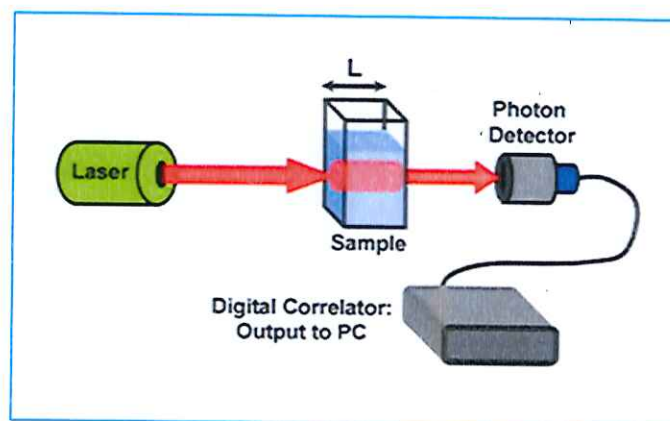 L
Photon
Detector
Laser
Sample
Digital Correlator:
Output to PC